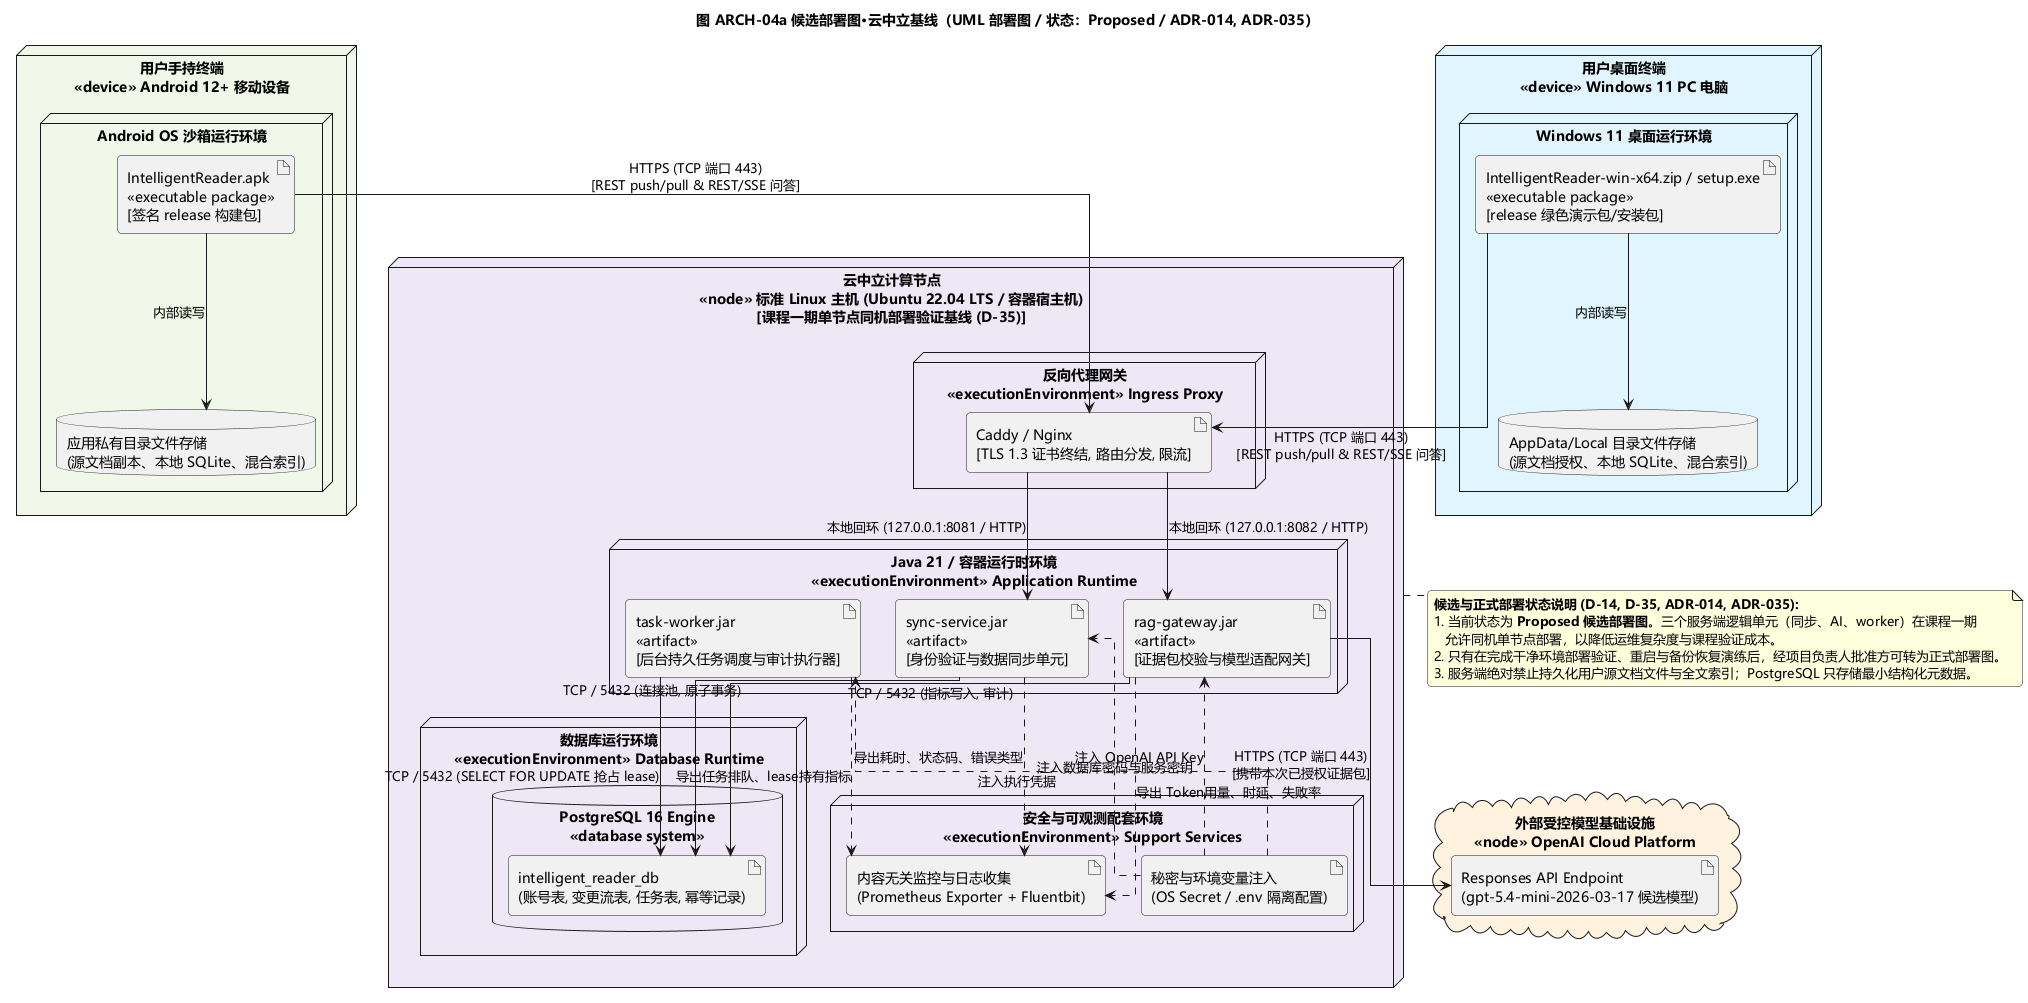 图 ARCH-04a 候选部署图•云中立基线（UML 部署图 / 状态：Proposed / ADR-014, ADR-035）
用户手持终端
«device» Android 12+ 移动设备
Android OS 沙箱运行环境
IntelligentReader.apk
«executable package»
[签名 release 构建包]
内部读写
应用私有目录文件存储
(源文档副本、本地 SQLite、混合索引)
HTTPS (TCP 端口 443)
[REST push/pull & REST/SSE 问答]
用户桌面终端
«device» Windows 11 PC 电脑
Windows 11 桌面运行环境
IntelligentReader-win-x64.zip / setup.exe
«executable package»
[release 绿色演示包/安装包]
内部读写
AppData/Local 目录文件存储
(源文档授权、本地 SQLite、混合索引)
HTTPS (TCP 端口 443)
[REST push/pull & REST/SSE 问答]
云中立计算节点
«node» 标准 Linux 主机 (Ubuntu 22.04 LTS / 容器宿主机)
[课程一期单节点同机部署验证基线 (D-35)]
反向代理网关
«executionEnvironment» Ingress Proxy
Caddy / Nginx
[TLS 1.3 证书终结, 路由分发, 限流]
本地回环 (127.0.0.1:8081 / HTTP)
本地回环 (127.0.0.1:8082 / HTTP)
Java 21 / 容器运行时环境
«executionEnvironment» Application Runtime
task-worker.jar
«artifact»
[后台持久任务调度与审计执行器]
sync-service.jar
«artifact»
[身份验证与数据同步单元]
rag-gateway.jar
«artifact»
[证据包校验与模型适配网关]
候选与正式部署状态说明 (D-14, D-35, ADR-014, ADR-035):
1. 当前状态为 Proposed 候选部署图。三个服务端逻辑单元（同步、AI、worker）在课程一期
允许同机单节点部署，以降低运维复杂度与课程验证成本。
2. 只有在完成干净环境部署验证、重启与备份恢复演练后，经项目负责人批准方可转为正式部署图。
3. 服务端绝对禁止持久化用户源文档文件与全文索引；PostgreSQL 只存储最小结构化元数据。
TCP / 5432 (连接池, 原子事务)
TCP / 5432 (指标写入, 审计)
数据库运行环境
«executionEnvironment» Database Runtime
TCP / 5432 (SELECT FOR UPDATE 抢占 lease)
导出任务排队、lease持有指标
导出耗时、状态码、错误类型
注入 OpenAI API Key
注入数据库密码与服务密钥
注入执行凭据
HTTPS (TCP 端口 443)
[携带本次已授权证据包]
导出 Token用量、时延、失败率
PostgreSQL 16 Engine
«database system»
intelligent_reader_db
(账号表, 变更流表, 任务表, 幂等记录)
安全与可观测配套环境
«executionEnvironment» Support Services
内容无关监控与日志收集
(Prometheus Exporter + Fluentbit)
秘密与环境变量注入
(OS Secret / .env 隔离配置)
外部受控模型基础设施
«node» OpenAI Cloud Platform
Responses API Endpoint
(gpt-5.4-mini-2026-03-17 候选模型)